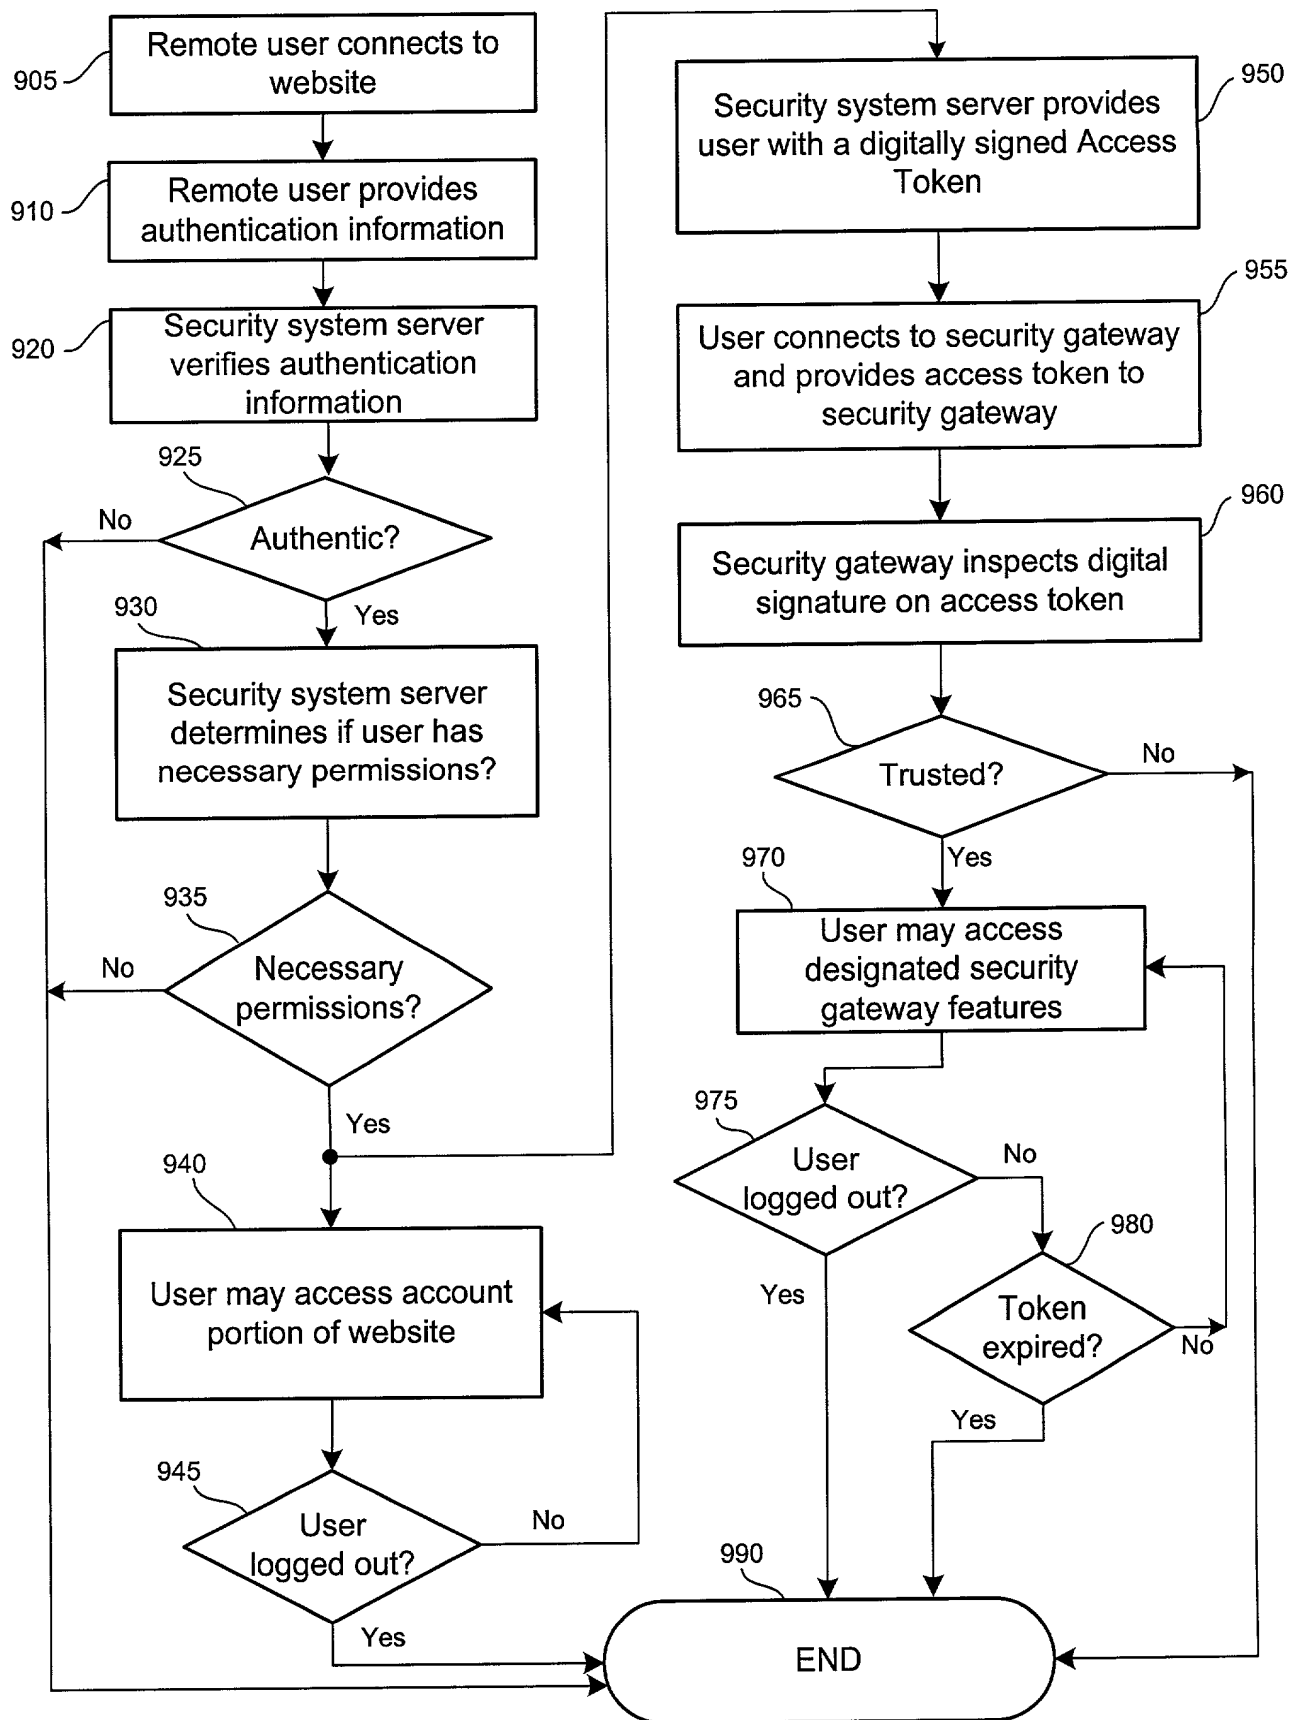 Remote user connects to
website
905
Remote user provides
authentication information
910
Security system server
verifies authentication
information
920
925
Authentic?
No
Yes
930
Security system server
determines if user has
necessary permissions?
935
Necessary
permissions?
No
Yes
940
User may access account
portion of website
945
User
logged out?
No
Yes
950
Security system server provides
user with a digitally signed Access
Token
955
User connects to security gateway
and provides access token to
security gateway
960
Security gateway inspects digital
signature on access token
965
Trusted?
No
Yes
970
User may access
designated security
gateway features
975
User
logged out?
No
Yes
980
Token
expired?
No
Yes
990
END